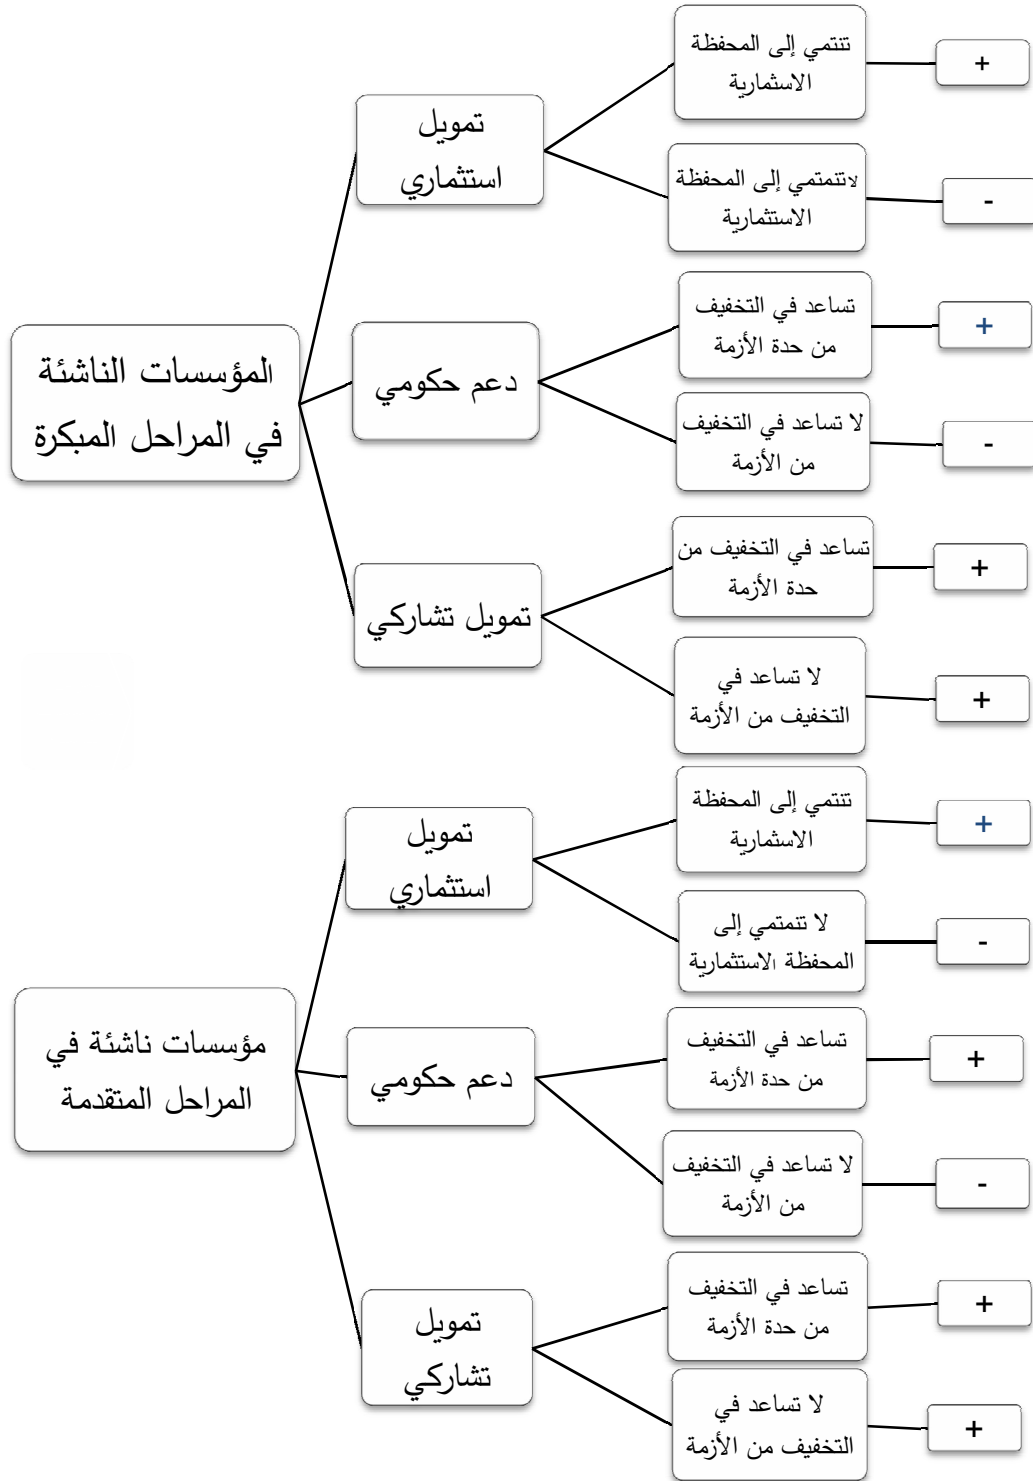 المؤسسات الناشئة
في المراحل المبكرة
تمويل
استثماري
تنتمي إلى المحفظة
الاسثمارية
+
لاتتمتمي إلى المحفظة
الاستثمارية
-
دعم حكومي
تساعد في التخفيف
من حدة الأزمة
+
لا تساعد في التخفيف
من الأزمة
-
تمويل تشاركي
تساعد في التخفيف من
حدة الأزمة
+
لا تساعد في
التخفيف من الأزمة
+
مؤسسات ناشئة في
المراحل المتقدمة
تمويل
استثماري
تنتمي إلى المحفظة
الاسثمارية
+
لا تتمتمي إلى
المحفظة الاستثمارية
-
دعم حكومي
تساعد في التخفيف
من حدة الأزمة
+
لا تساعد في التخفيف
من الأزمة
-
تمويل
تشاركي
تساعد في التخفيف
من حدة الأزمة
+
لا تساعد في
التخفيف من الأزمة
+